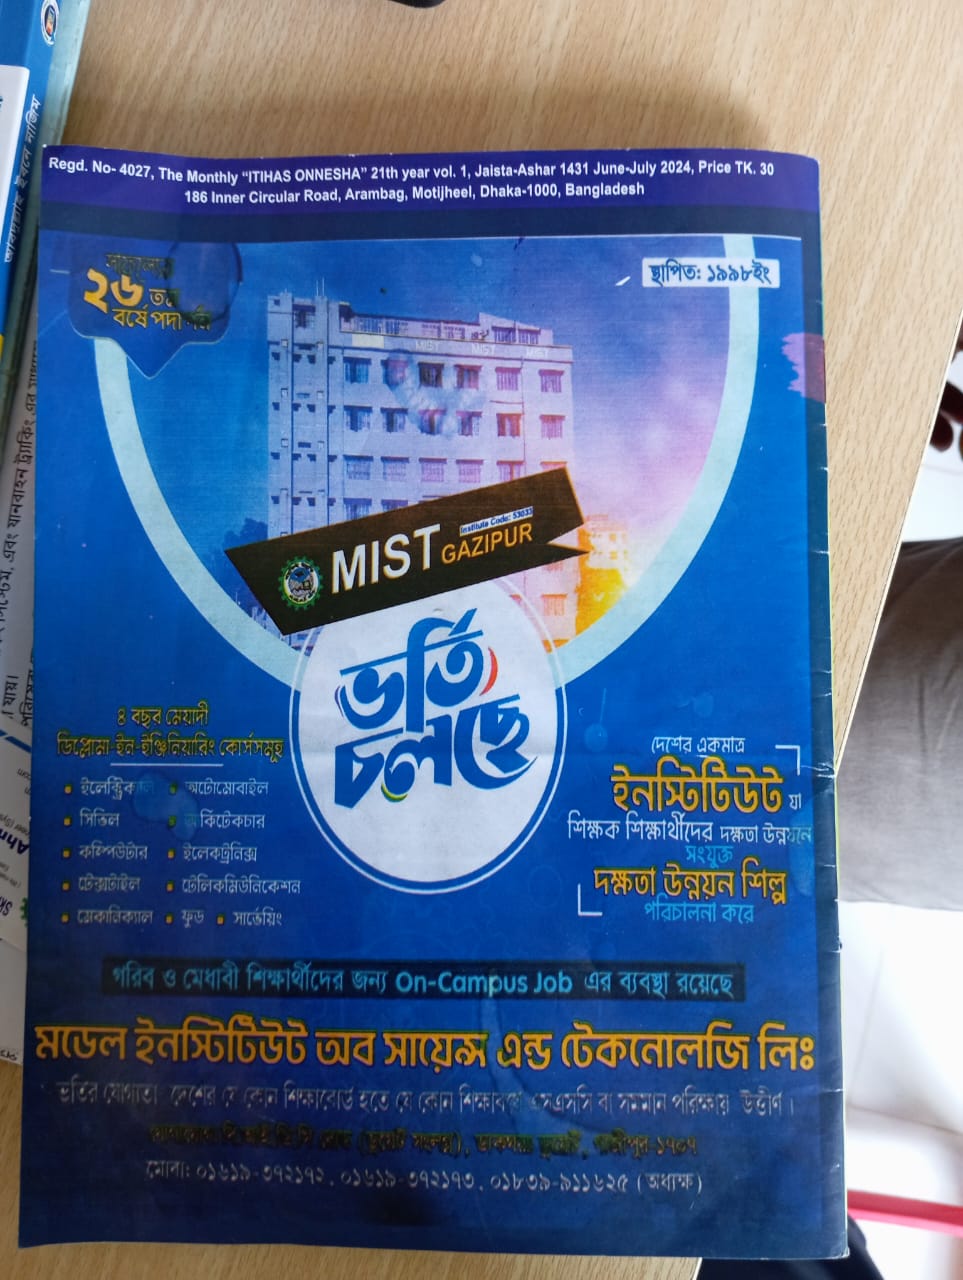 Regd. No- 4027, The Monthly “ITIHAS ONNESHA” 21th year vol. 1, Jaista-Ashar 1431 June-July 2024, Price TK. 30
186 Inner Circular Road, Arambag, Motijheel, Dhaka-1000, Bangladesh
২৬ তম
বর্ষে
স্থাপিত: ১৯৯৮ইং
MIST
Institute Code: 53033
GAZIPUR
ভর্তি
চলছে
৪ বছর মেয়াদী
ডিপ্লোমা-ইন-ইঞ্জিনিয়ারিং কোর্সসমূহ
ইলেক্ট্রিক্যাল
অটোমোবাইল
সিভিল
আর্কিটেকচার
কম্পিউটার
ইলেকট্রনিক্স
টেক্সটাইল
টেলিকমিউনিকেশন
মেকানিক্যাল
ফুড
সার্ভেয়িং
দেশের একমাত্র
ইনস্টিটিউট যা
শিক্ষক শিক্ষার্থীদের দক্ষতা উন্নয়নে
সংযুক্ত
দক্ষতা উন্নয়ন শিল্প
পরিচালনা করে
গরিব ও মেধাবী শিক্ষার্থীদের জন্য On-Campus Job এর ব্যবস্থা রয়েছে
মডেল ইনস্টিটিউট অব সায়েন্স এন্ড টেকনোলজি লিঃ
ভর্তির যোগ্যতা দেশের যে কোন শিক্ষাবোর্ড হতে যে কোন শিক্ষাবর্ষে এসএসসি বা সমমান পরিক্ষায় উত্তীর্ণ।
গাজীপুর-১৭০৭
মোবা: ০১৬১৯-৩৭২১৭২, ০১৬১৯-৩৭২১৭৩, ০১৮৩৯-৯১১৬২৫ (অধ্যক্ষ)